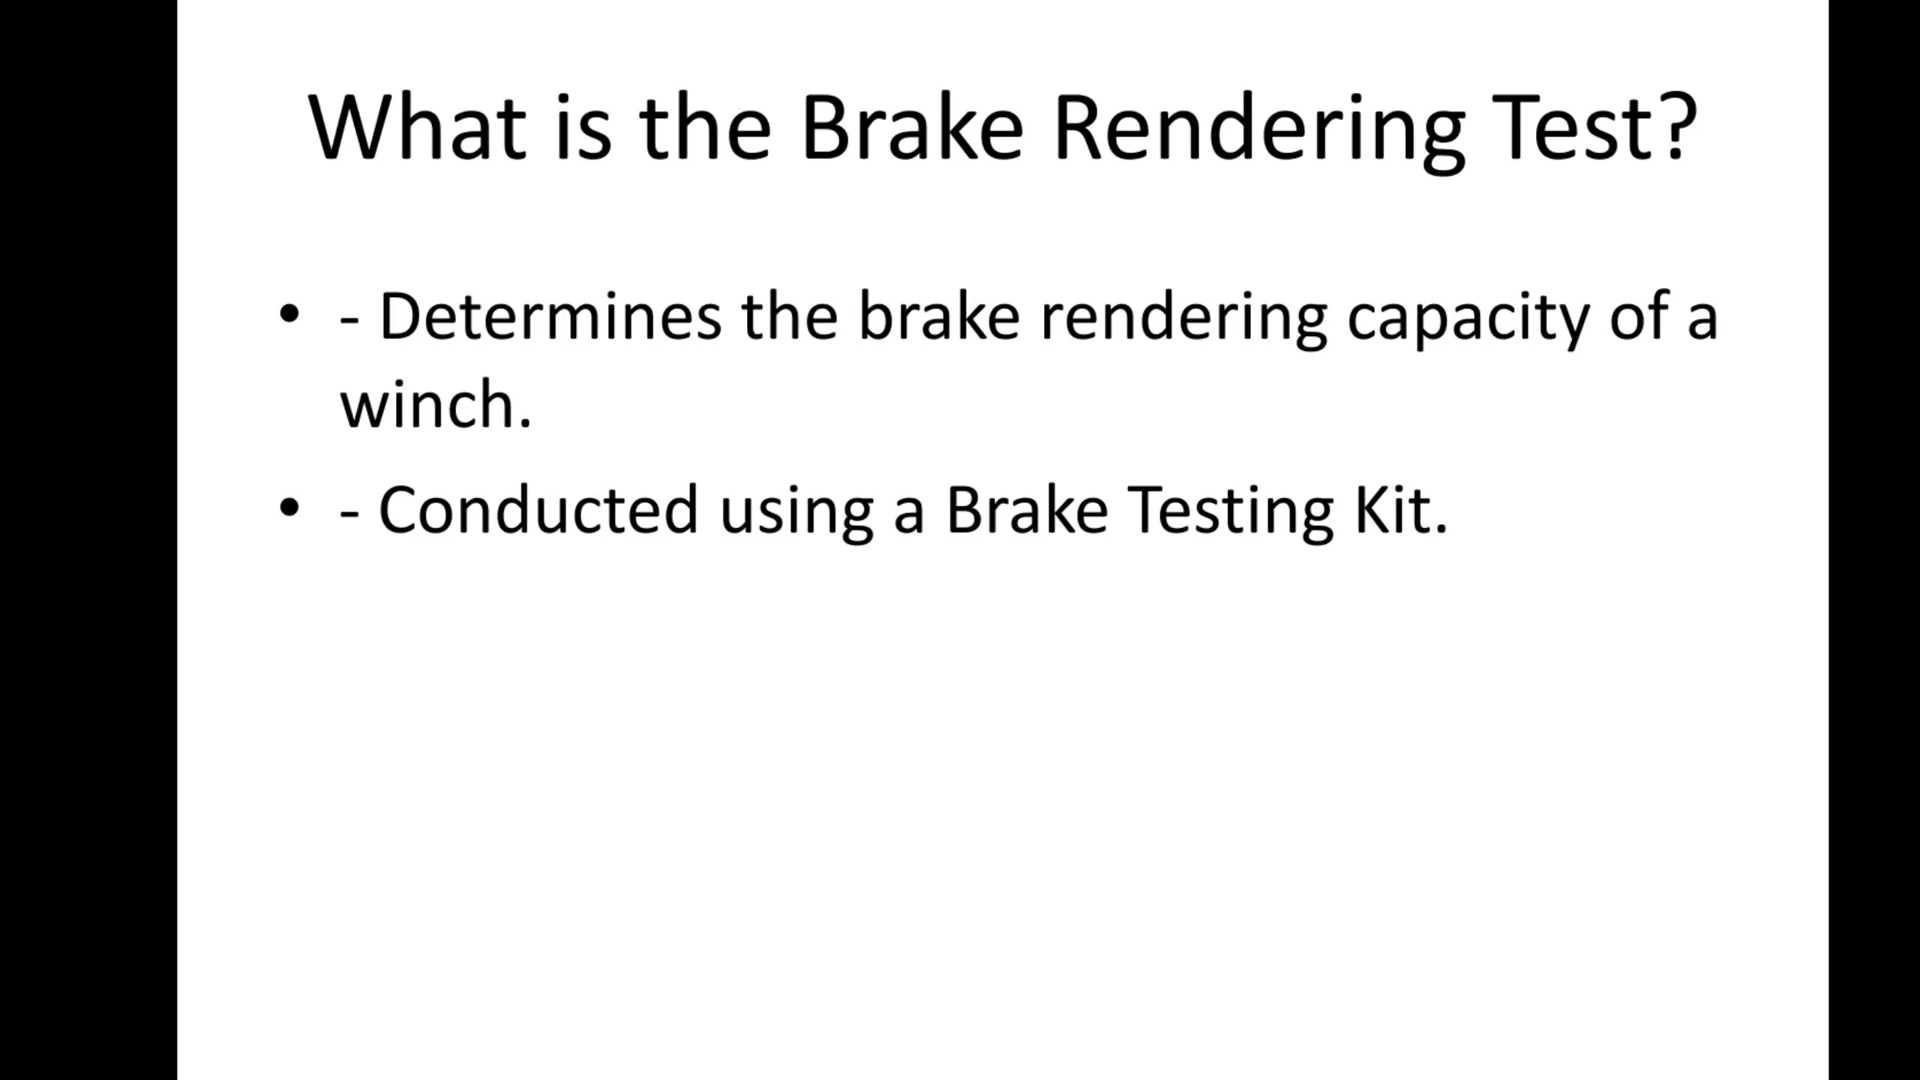 What is the Brake Rendering Test?
• - Determines the brake rendering capacity of a
winch.
• - Conducted using a Brake Testing Kit.